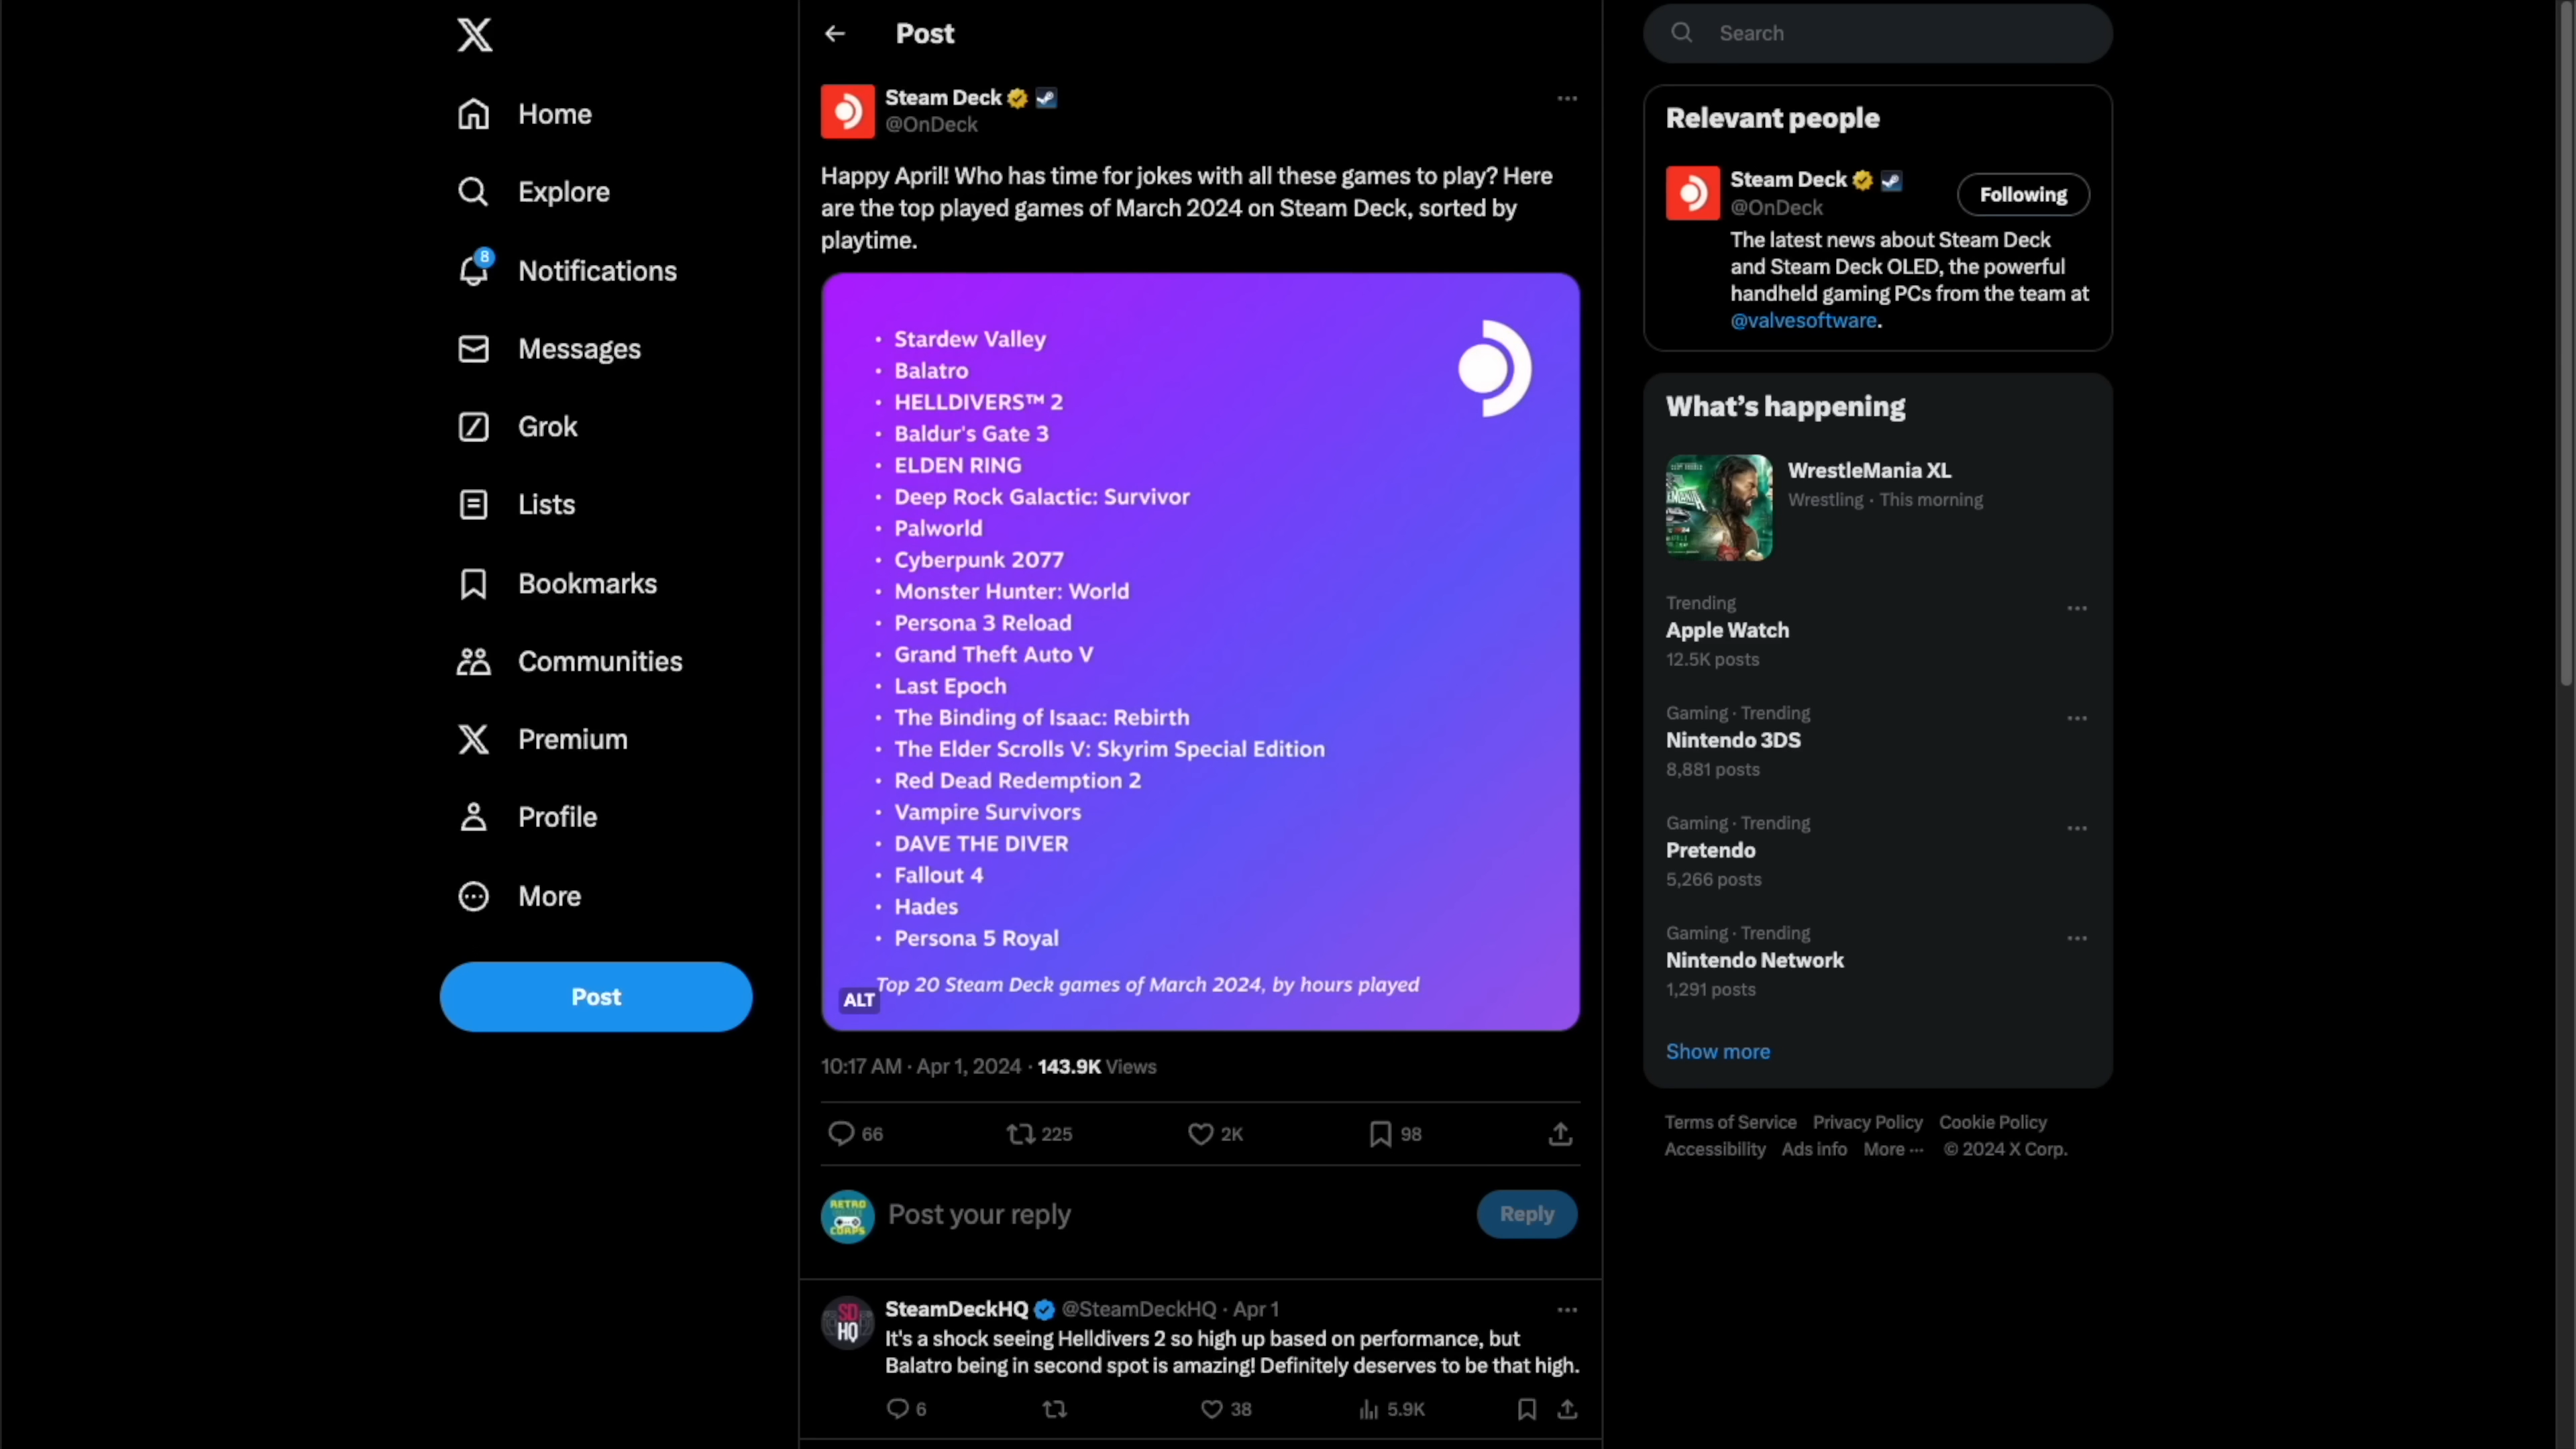 Home
Explore
8
Notifications
Messages
Grok
Lists
Bookmarks
Communities
Premium
Profile
More
Post
Post
Steam Deck
@OnDeck
Happy April! Who has time for jokes with all these games to play? Here
are the top played games of March 2024 on Steam Deck, sorted by
playtime.
• Stardew Valley
• Balatro
• HELLDIVERS™ 2
• Baldur's Gate 3
• ELDEN RING
• Deep Rock Galactic: Survivor
• Palworld
• Cyberpunk 2077
• Monster Hunter: World
• Persona 3 Reload
• Grand Theft Auto V
• Last Epoch
• The Binding of Isaac: Rebirth
• The Elder Scrolls V: Skyrim Special Edition
• Red Dead Redemption 2
• Vampire Survivors
• DAVE THE DIVER
• Fallout 4
• Hades
• Persona 5 Royal
Top 20 Steam Deck games of March 2024, by hours played
ALT
10:17 AM · Apr 1, 2024 · 143.9K Views
66 225 2K 98
RETRO
CORPS
Post your reply
Reply
SD
HQ
SteamDeckHQ @SteamDeckHQ · Apr 1
It's a shock seeing Helldivers 2 so high up based on performance, but
Balatro being in second spot is amazing! Definitely deserves to be that high.
6 38 5.9K
Search
Relevant people
Steam Deck
@OnDeck
Following
The latest news about Steam Deck
and Steam Deck OLED, the powerful
handheld gaming PCs from the team at
@valvesoftware.
What's happening
WrestleMania XL
Wrestling · This morning
Trending
Apple Watch
12.5K posts
Gaming · Trending
Nintendo 3DS
8,881 posts
Gaming · Trending
Pretendo
5,266 posts
Gaming · Trending
Nintendo Network
1,291 posts
Show more
Terms of Service Privacy Policy Cookie Policy
Accessibility Ads info More ··· © 2024 X Corp.